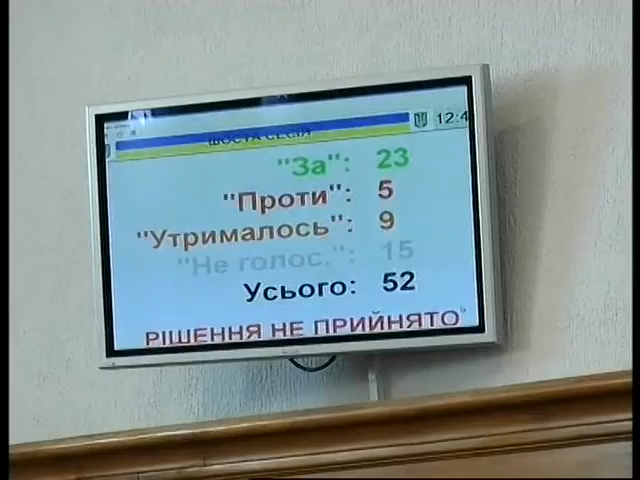 ШОСТА СЕСІЯ
12:4
"За": 23
"Проти": 5
"Утрималось": 9
"Не голос.": 15
Усього: 52
РІШЕННЯ НЕ ПРИЙНЯТО